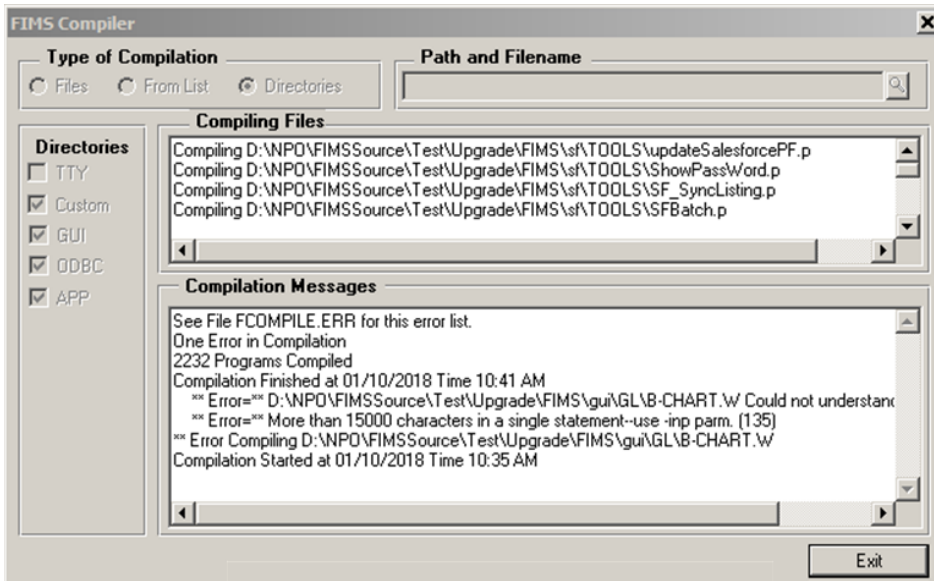 FIMS Compiler
Type of Compilation
Files From List Directories
Path and Filename
Directories
TTY
Custom
GUI
ODBC
APP
Compiling Files
Compiling D:\NPO\FIMSSource\Test\Upgrade\FIMS\sf\TOOLS\updateSalesforcePF.p
Compiling D:\NPO\FIMSSource\Test\Upgrade\FIMS\sf\TOOLS\ShowPassWord.p
Compiling D:\NPO\FIMSSource\Test\Upgrade\FIMS\sf\TOOLS\SF_SyncListing.p
Compiling D:\NPO\FIMSSource\Test\Upgrade\FIMS\sf\TOOLS\SFBatch.p
Compilation Messages
See File FCOMPILE.ERR for this error list.
One Error in Compilation
2232 Programs Compiled
Compilation Finished at 01/10/2018 Time 10:41 AM
** Error=** D:\NPO\FIMSSource\Test\Upgrade\FIMS\gui\GL\B-CHART.W Could not understand
** Error=** More than 15000 characters in a single statement--use -inp parm. (135)
** Error Compiling D:\NPO\FIMSSource\Test\Upgrade\FIMS\gui\GL\B-CHART.W
Compilation Started at 01/10/2018 Time 10:35 AM
Exit